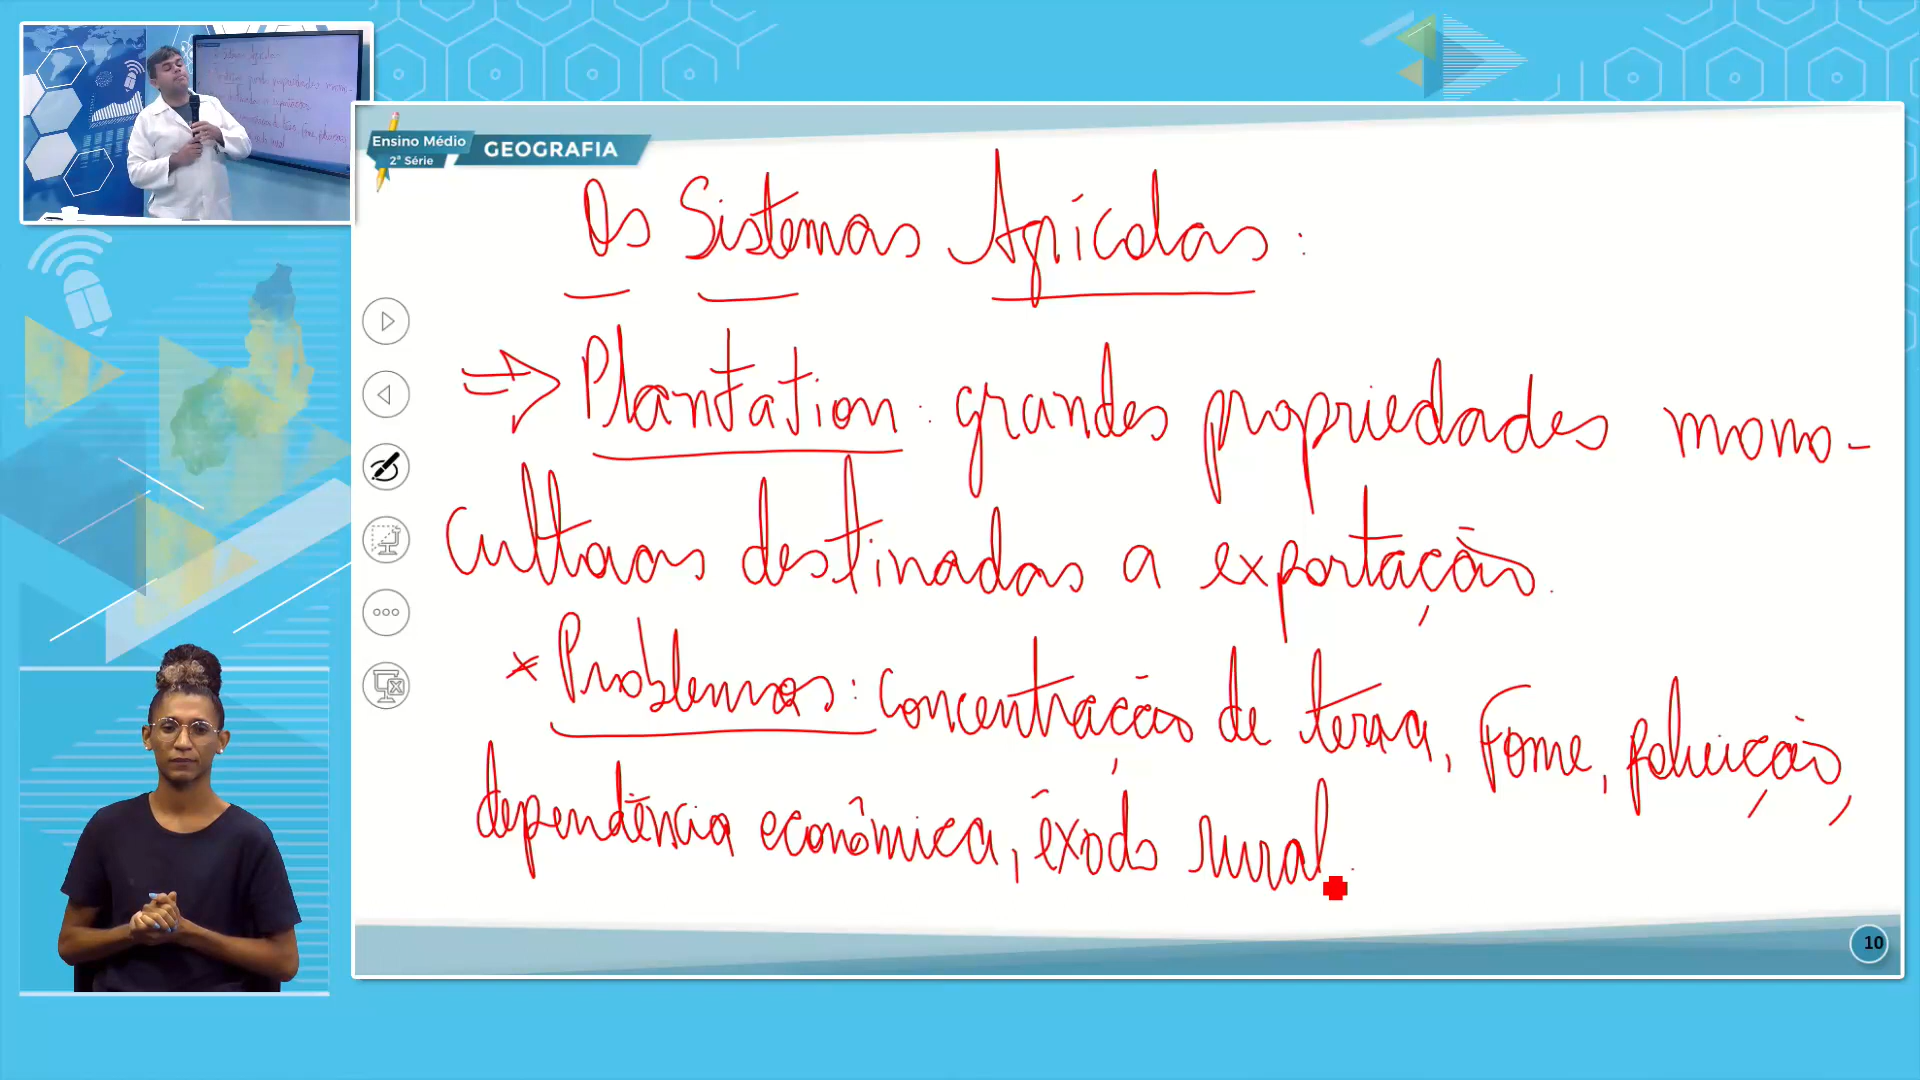 Ensino Médio
2ª Série
GEOGRAFIA
Os Sistemas Agrícolas:
Plantation: grandes propriedades mono-
culturas destinadas a exportação.
* Problemas: concentração de terra, Fome, poluição,
dependência econômica, êxodo rural.
10